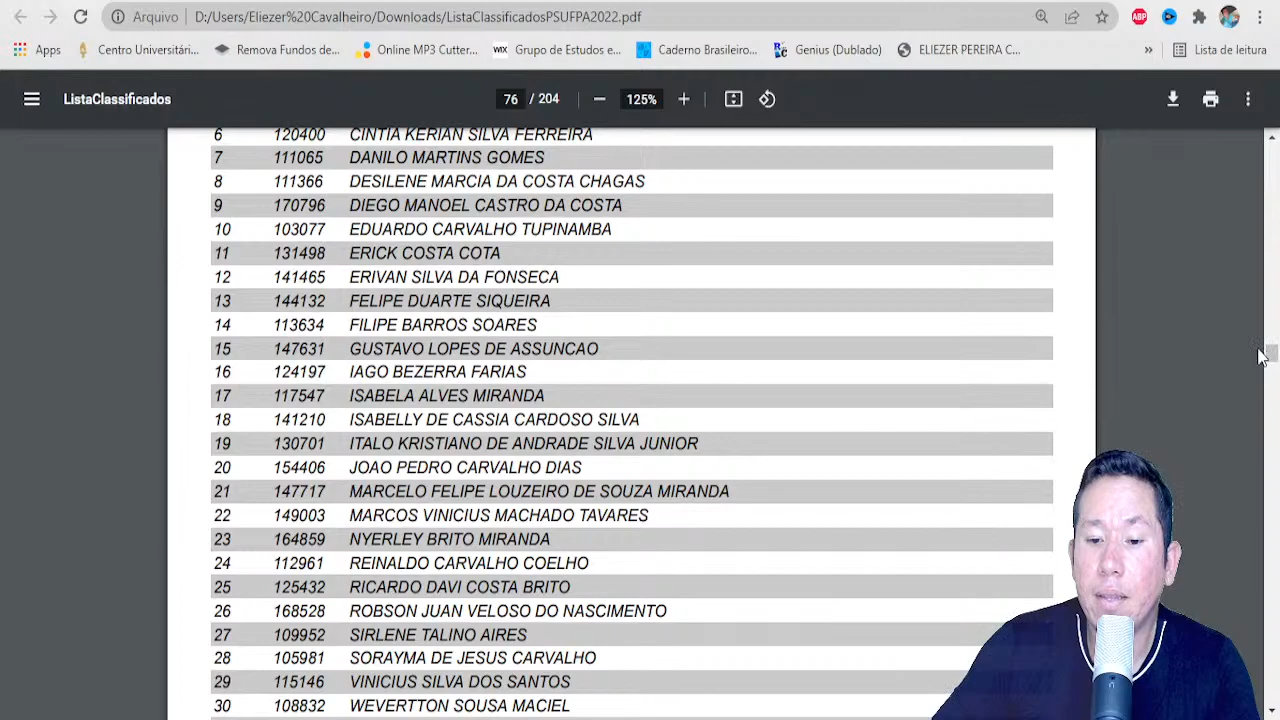 Arquivo D:/Users/Eliezer%20Cavalheiro/Downloads/ListaClassificadosPSUFPA2022.pdf ABP
Apps Centro Universitári... Remova Fundos de... Online MP3 Cutter... WIX Grupo de Estudos e... Caderno Brasileiro... Genius (Dublado) ELIEZER PEREIRA C... » Lista de leitura
ListaClassificados 76 / 204 125%
6 120400 CINTIA KERIAN SILVA FERREIRA
7 111065 DANILO MARTINS GOMES
8 111366 DESILENE MARCIA DA COSTA CHAGAS
9 170796 DIEGO MANOEL CASTRO DA COSTA
10 103077 EDUARDO CARVALHO TUPINAMBA
11 131498 ERICK COSTA COTA
12 141465 ERIVAN SILVA DA FONSECA
13 144132 FELIPE DUARTE SIQUEIRA
14 113634 FILIPE BARROS SOARES
15 147631 GUSTAVO LOPES DE ASSUNCAO
16 124197 IAGO BEZERRA FARIAS
17 117547 ISABELA ALVES MIRANDA
18 141210 ISABELLY DE CASSIA CARDOSO SILVA
19 130701 ITALO KRISTIANO DE ANDRADE SILVA JUNIOR
20 154406 JOAO PEDRO CARVALHO DIAS
21 147717 MARCELO FELIPE LOUZEIRO DE SOUZA MIRANDA
22 149003 MARCOS VINICIUS MACHADO TAVARES
23 164859 NYERLEY BRITO MIRANDA
24 112961 REINALDO CARVALHO COELHO
25 125432 RICARDO DAVI COSTA BRITO
26 168528 ROBSON JUAN VELOSO DO NASCIMENTO
27 109952 SIRLENE TALINO AIRES
28 105981 SORAYMA DE JESUS CARVALHO
29 115146 VINICIUS SILVA DOS SANTOS
30 108832 WEVERTTON SOUSA MACIEL